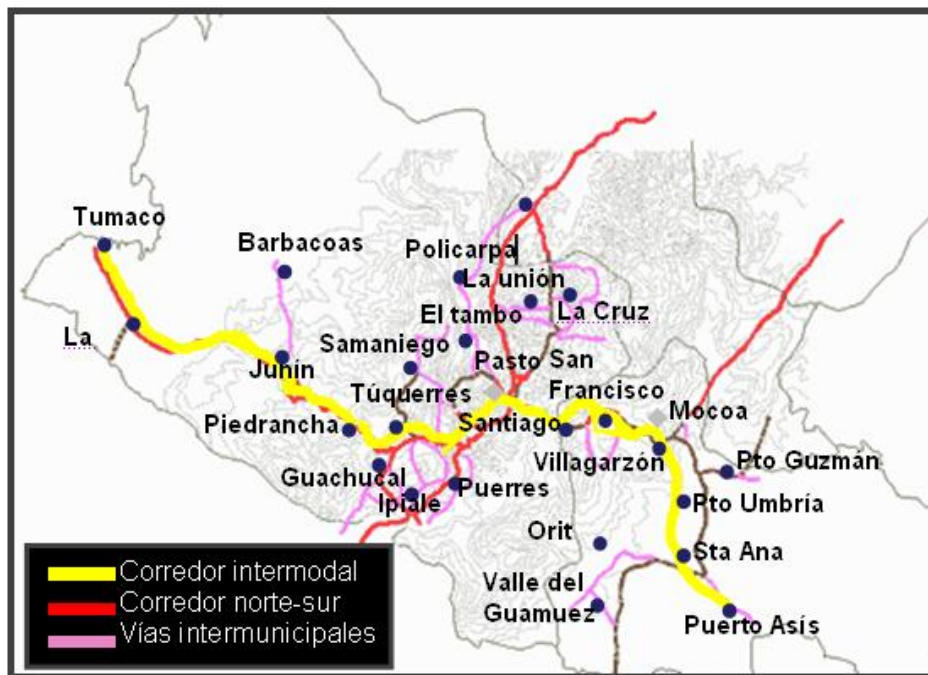 Tumaco
Barbacoas
Policarpa
La unión
La Cruz
El tambo
La
Junín
Samaniego
Pasto
San
Francisco
Túquerres
Mocoa
Piedrancha
Santiago
Villagarzón
Pto Guzmán
Guachucal
Ipiale
Puerres
Pto Umbría
Orit
Sta Ana
Valle del
Guamuez
Puerto Asís
Corredor intermodal
Corredor norte-sur
Vías intermunicipales